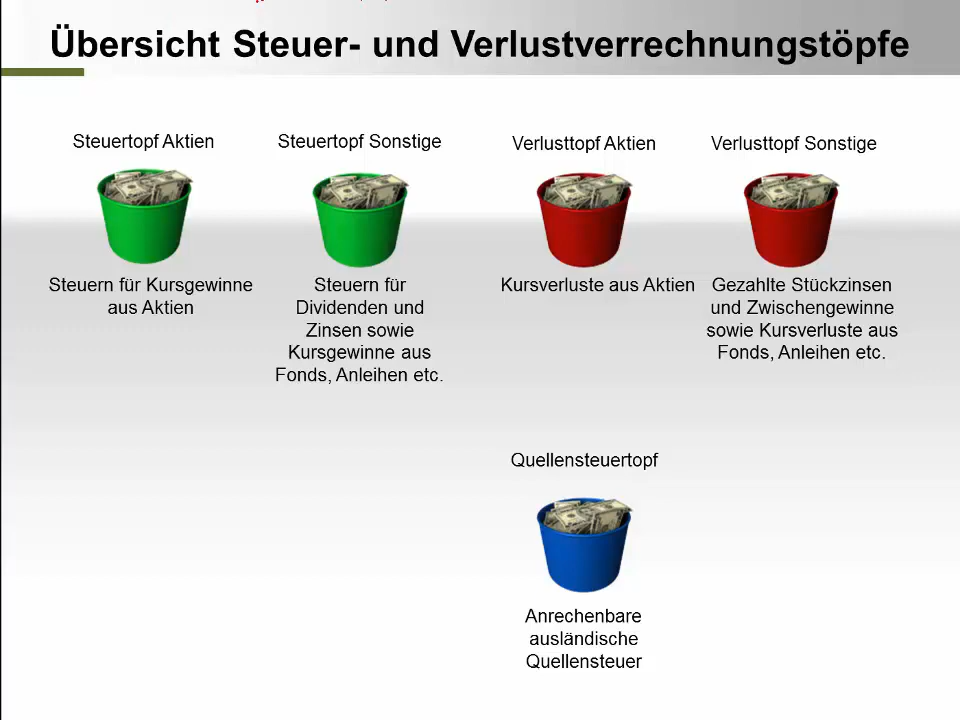 Übersicht Steuer- und Verlustverrechnungstöpfe
Steuertopf Aktien
Steuertopf Sonstige
Verlusttopf Aktien
Verlusttopf Sonstige
Steuern für Kursgewinne
aus Aktien
Steuern für
Dividenden und
Zinsen sowie
Kursgewinne aus
Fonds, Anleihen etc.
Kursverluste aus Aktien
Gezahlte Stückzinsen
und Zwischengewinne
sowie Kursverluste aus
Fonds, Anleihen etc.
Quellensteuertopf
Anrechenbare
ausländische
Quellensteuer